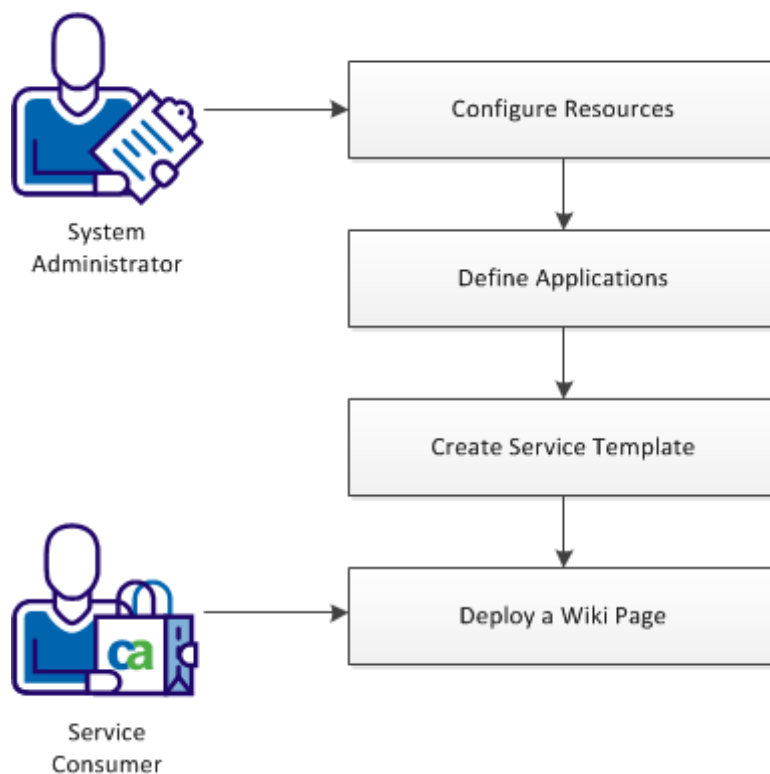 Configure Resources
System
Administrator
Define Applications
Create Service Template
ca
Deploy a Wiki Page
Service
Consumer